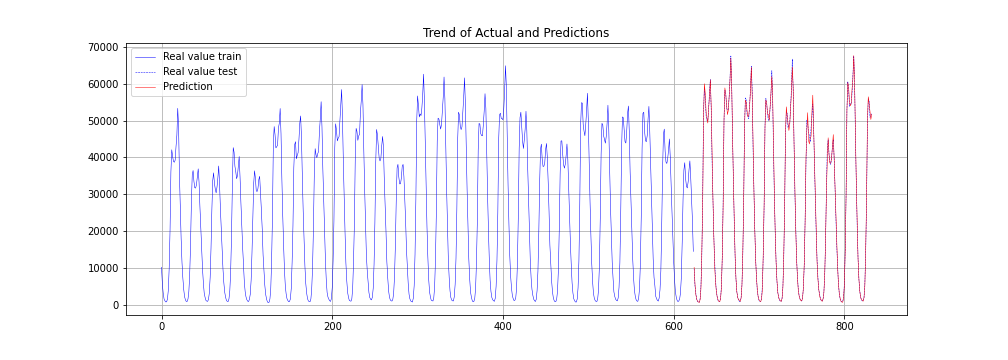 Trend of Actual and Predictions
Real value train
Real value test
Prediction
70000
60000
50000
40000
30000
20000
10000
0
0 200 400 600 800